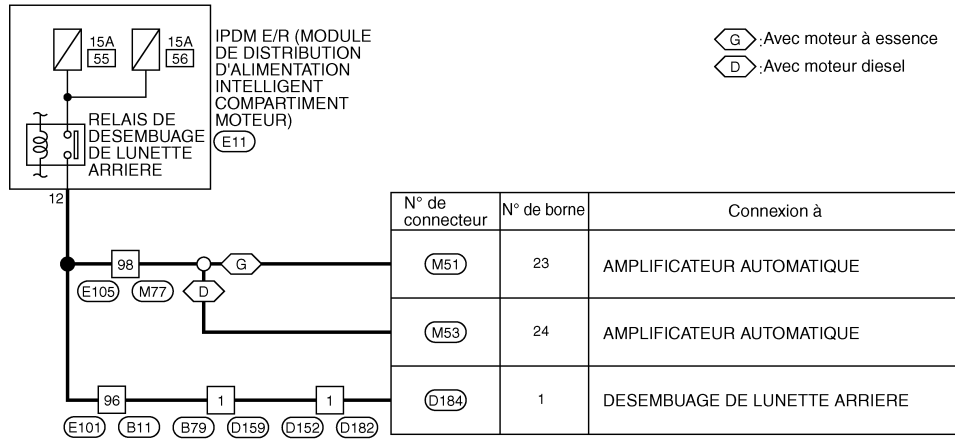 15A
55
15A
56
IPDM E/R (MODULE
DE DISTRIBUTION
D'ALIMENTATION
INTELLIGENT
COMPARTIMENT
MOTEUR)
E11
RELAIS DE
DESEMBUAGE
DE LUNETTE
ARRIERE
12
G :Avec moteur à essence
D :Avec moteur diesel
N° de connecteur N° de borne Connexion à
98 G M51 23 AMPLIFICATEUR AUTOMATIQUE
E105 M77 D
M53 24 AMPLIFICATEUR AUTOMATIQUE
96 1 1 D184 1 DESEMBUAGE DE LUNETTE ARRIERE
E101 B11 B79 D159 D152 D182